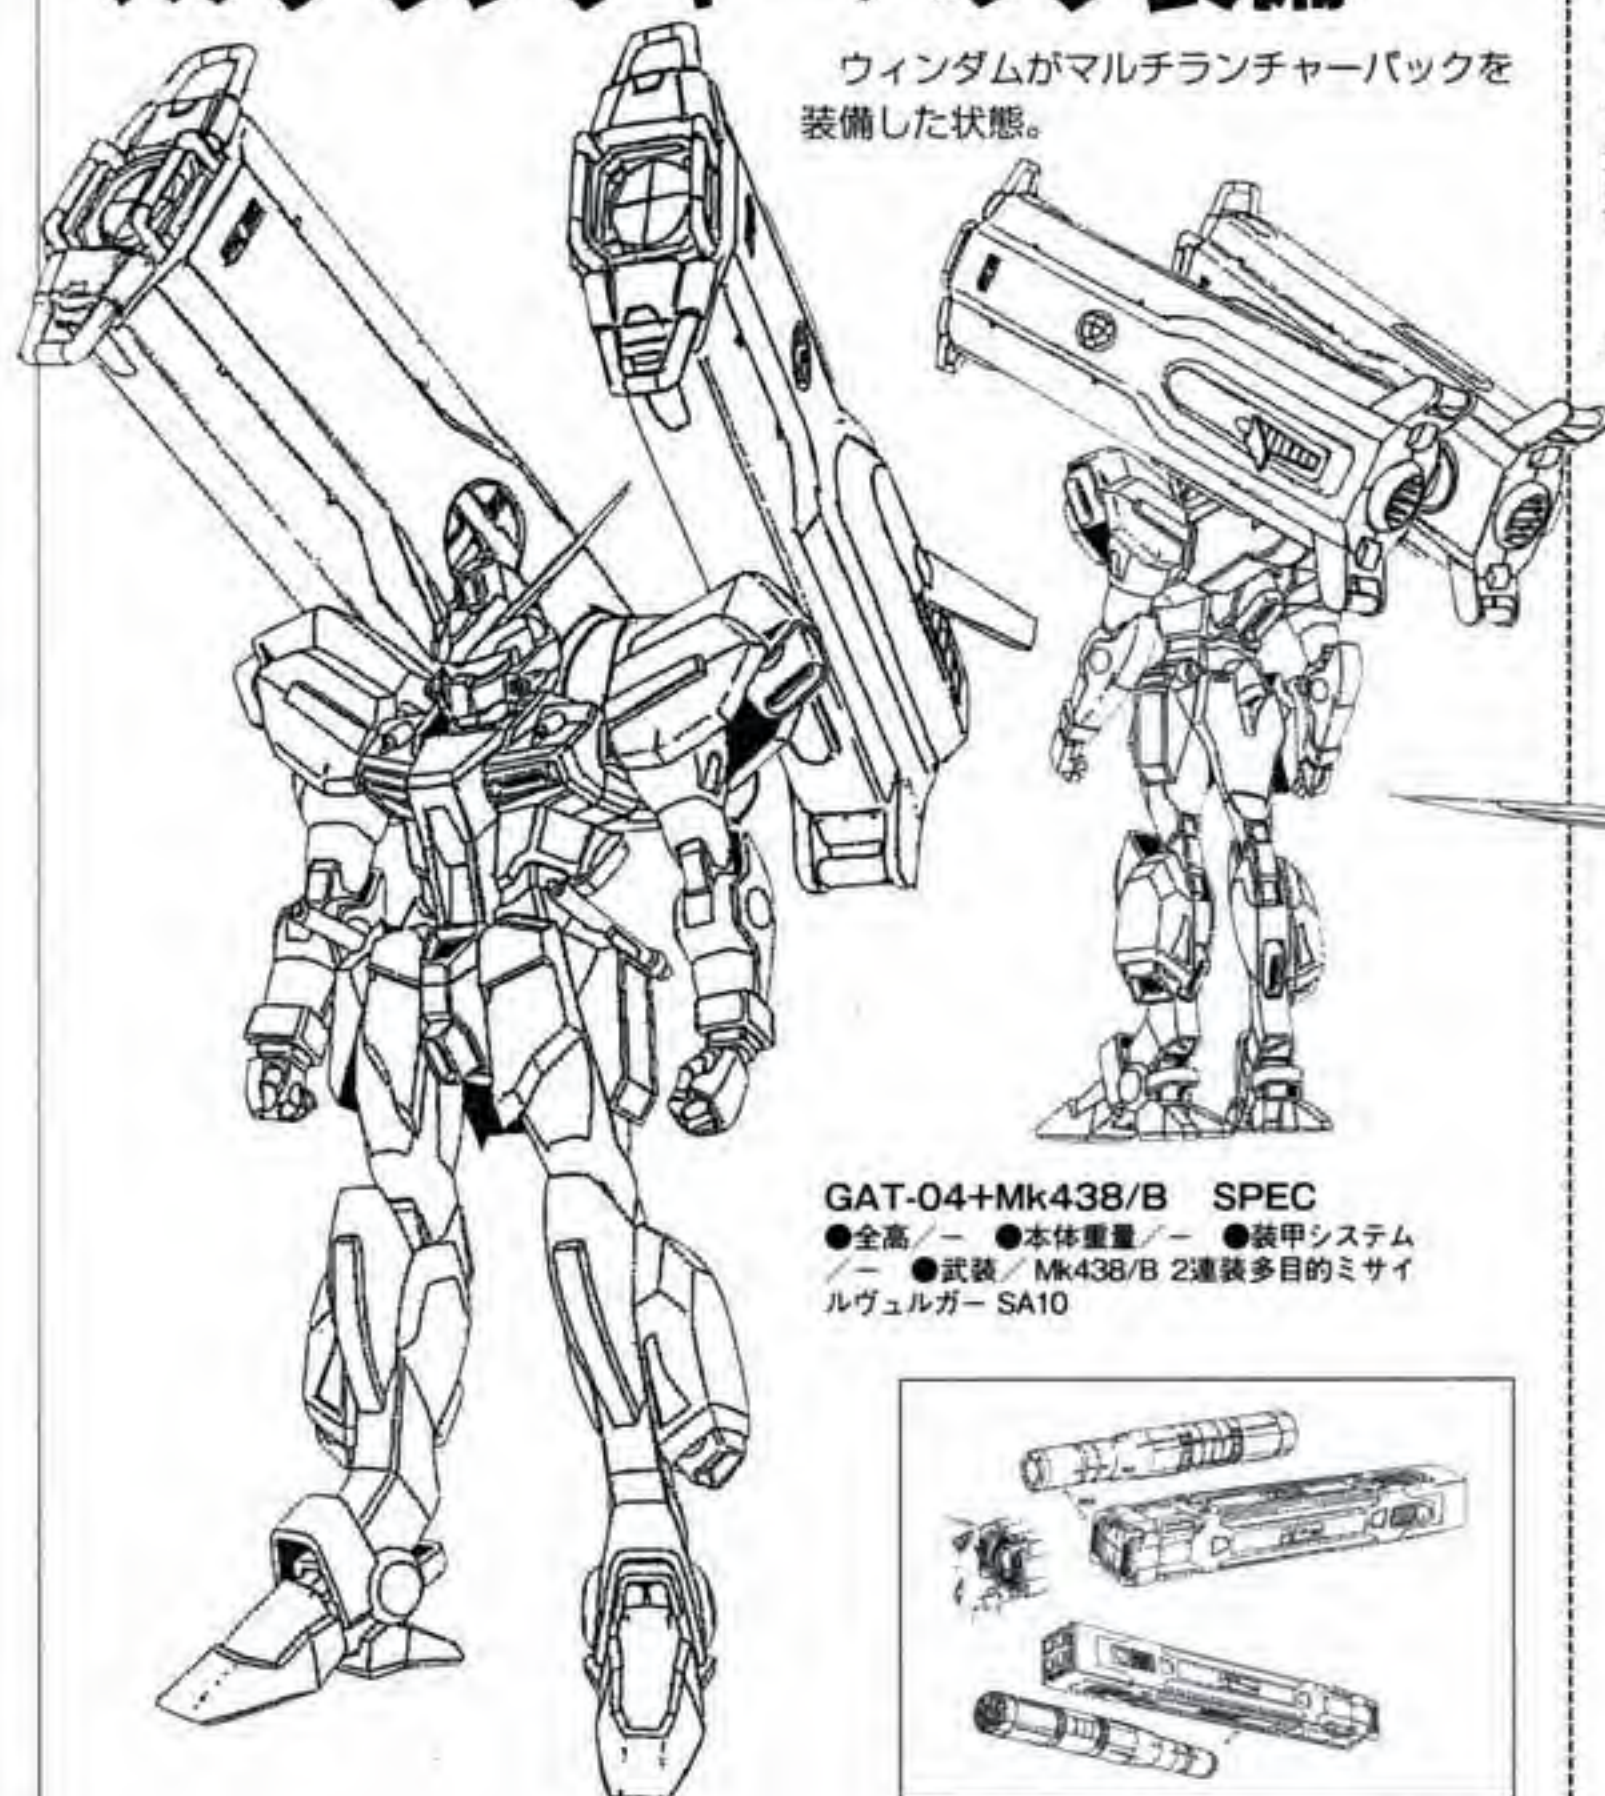 ウィンダムがマルチランチャーパックを
装備した状態。
GAT-04+Mk438/B SPEC
●全高／－ ●本体重量／－ ●装甲システム
／－ ●武装／Mk438/B 2連装多目的ミサイ
ルヴュルガー SA10